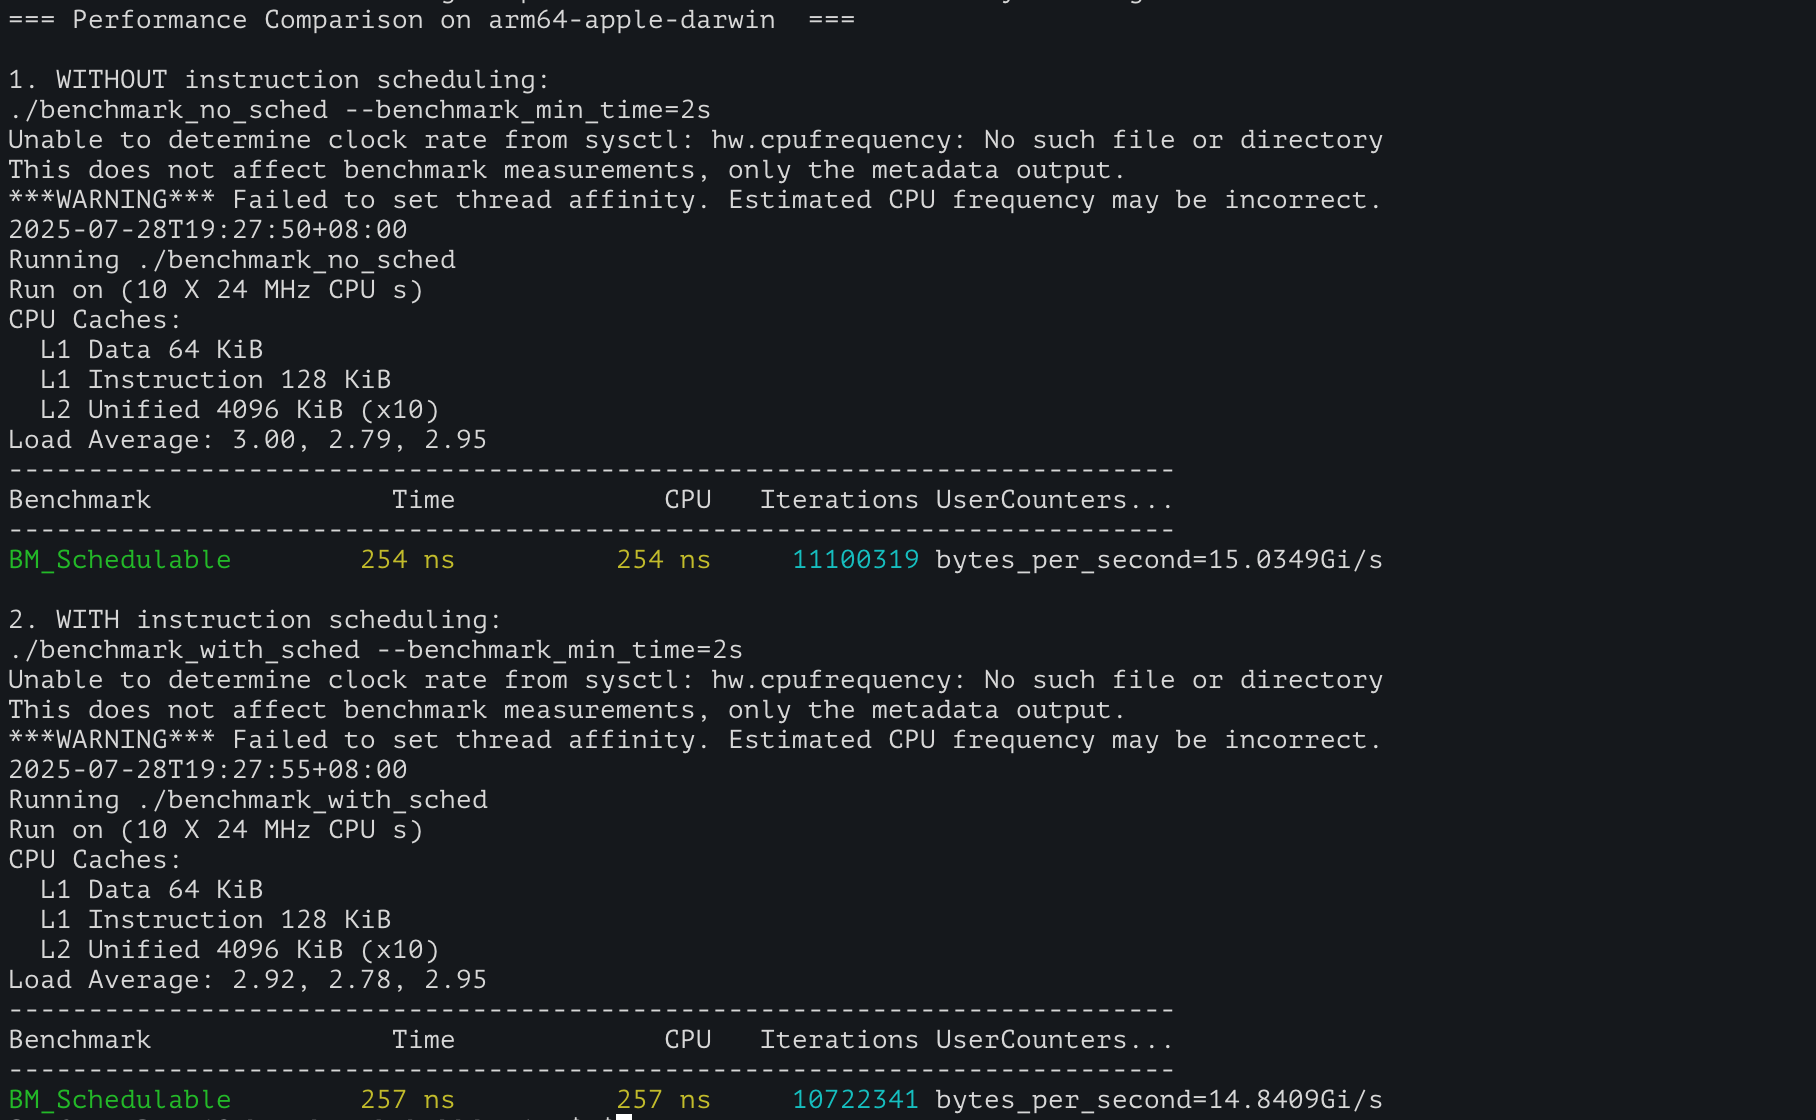 === Performance Comparison on arm64-apple-darwin  ===
1. WITHOUT instruction scheduling:
./benchmark_no_sched --benchmark_min_time=2s
Unable to determine clock rate from sysctl: hw.cpufrequency: No such file or directory
This does not affect benchmark measurements, only the metadata output.
***WARNING*** Failed to set thread affinity. Estimated CPU frequency may be incorrect.
2025-07-28T19:27:50+08:00
Running ./benchmark_no_sched
Run on (10 X 24 MHz CPU s)
CPU Caches:
  L1 Data 64 KiB
  L1 Instruction 128 KiB
  L2 Unified 4096 KiB (x10)
Load Average: 3.00, 2.79, 2.95
-------------------------------------------------------------------------
Benchmark               Time             CPU   Iterations UserCounters...
-------------------------------------------------------------------------
BM_Schedulable        254 ns          254 ns     11100319 bytes_per_second=15.0349Gi/s
2. WITH instruction scheduling:
./benchmark_with_sched --benchmark_min_time=2s
Unable to determine clock rate from sysctl: hw.cpufrequency: No such file or directory
This does not affect benchmark measurements, only the metadata output.
***WARNING*** Failed to set thread affinity. Estimated CPU frequency may be incorrect.
2025-07-28T19:27:55+08:00
Running ./benchmark_with_sched
Run on (10 X 24 MHz CPU s)
CPU Caches:
  L1 Data 64 KiB
  L1 Instruction 128 KiB
  L2 Unified 4096 KiB (x10)
Load Average: 2.92, 2.78, 2.95
-------------------------------------------------------------------------
Benchmark               Time             CPU   Iterations UserCounters...
-------------------------------------------------------------------------
BM_Schedulable        257 ns          257 ns     10722341 bytes_per_second=14.8409Gi/s